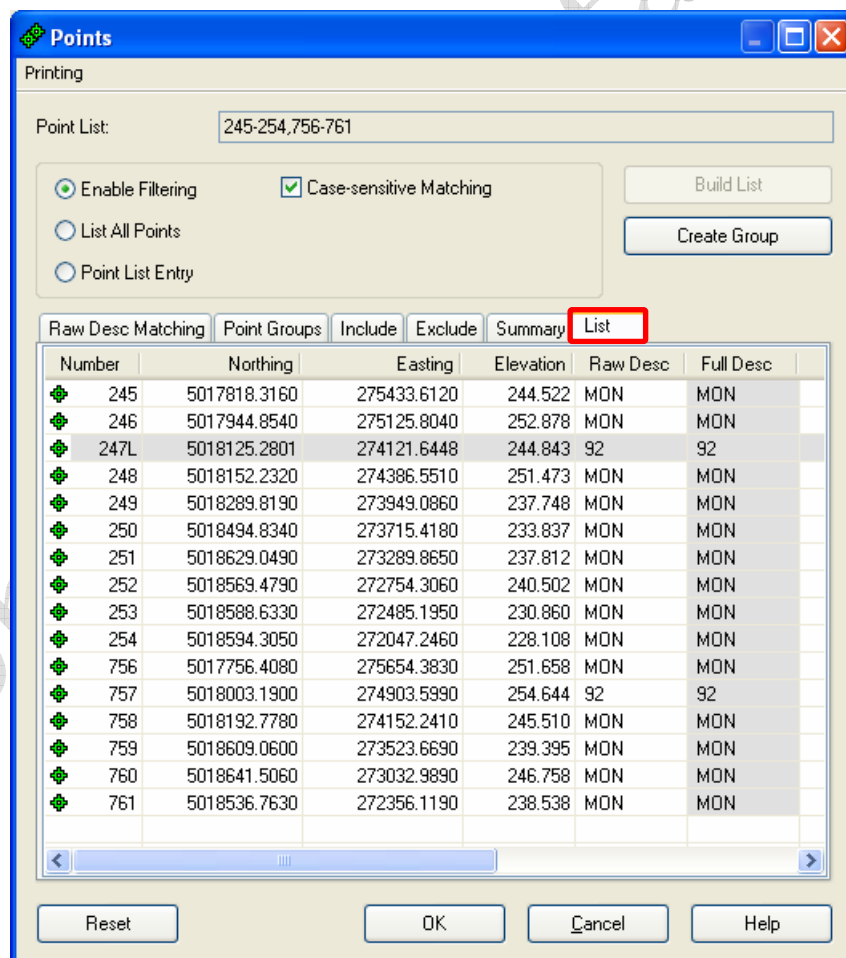 Points
Printing
Point List: 245-254,756-761
Enable Filtering Case-sensitive Matching Build List
List All Points Create Group
Point List Entry
Raw Desc Matching Point Groups Include Exclude Summary List
Number Northing Easting Elevation Raw Desc Full Desc
245 5017818.3160 275433.6120 244.522 MON MON
246 5017944.8540 275125.8040 252.878 MON MON
247L 5018125.2801 274121.6448 244.843 92 92
248 5018152.2320 274386.5510 251.473 MON MON
249 5018289.8190 273949.0860 237.748 MON MON
250 5018494.8340 273715.4180 233.837 MON MON
251 5018629.0490 273289.8650 237.812 MON MON
252 5018569.4790 272754.3060 240.502 MON MON
253 5018588.6330 272485.1950 230.860 MON MON
254 5018594.3050 272047.2460 228.108 MON MON
756 5017756.4080 275654.3830 251.658 MON MON
757 5018003.1900 274903.5990 254.644 92 92
758 5018192.7780 274152.2410 245.510 MON MON
759 5018609.0600 273523.6690 239.395 MON MON
760 5018641.5060 273032.9890 246.758 MON MON
761 5018536.7630 272356.1190 238.538 MON MON
Reset OK Cancel Help